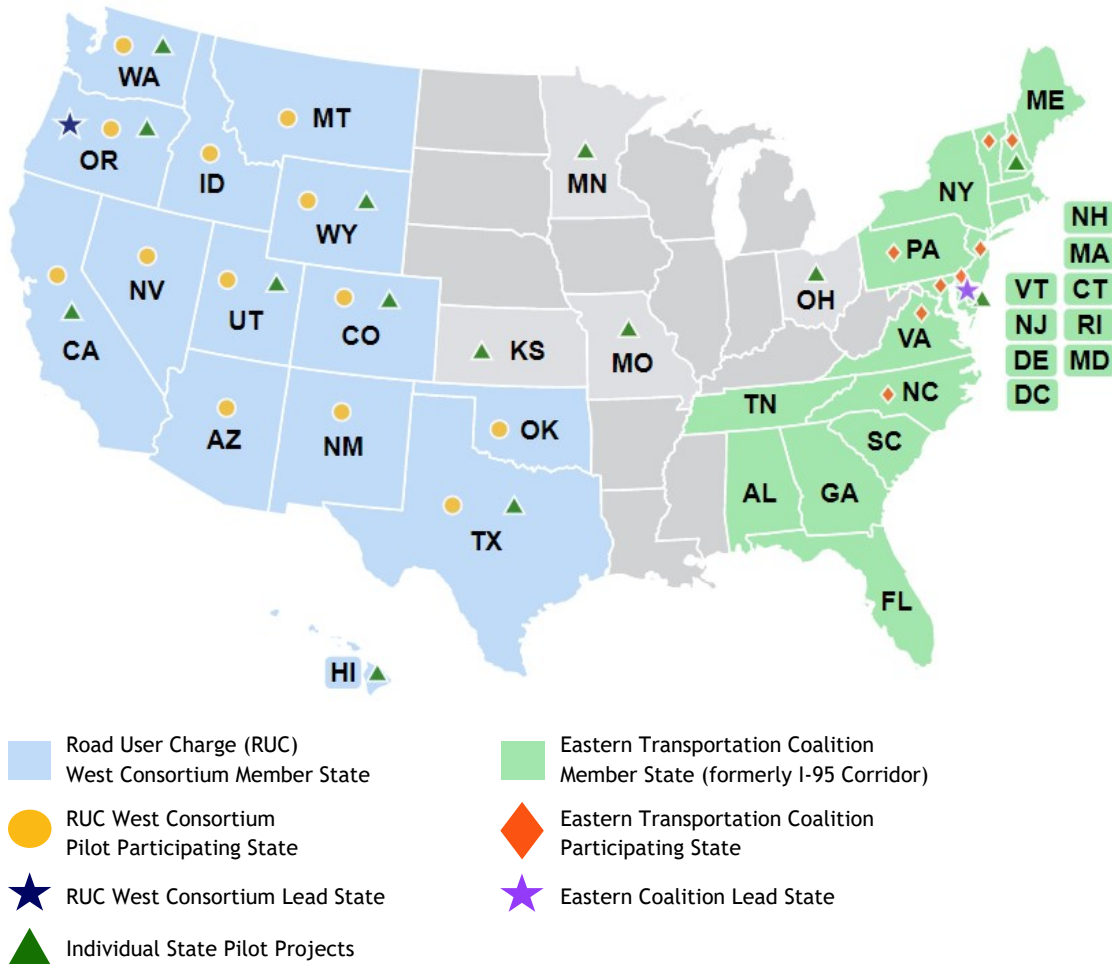 WA
MT
ME
OR
ID
MN
NY
WY
NH
PA
MA
NV
OH
VT
CT
UT
CO
KS
VA
NJ
RI
CA
MO
DE
MD
NC
DC
TN
AZ
NM
OK
SC
AL
GA
TX
FL
HI
Road User Charge (RUC)
West Consortium Member State
RUC West Consortium
Pilot Participating State
RUC West Consortium Lead State
Individual State Pilot Projects
Eastern Transportation Coalition
Member State (formerly I-95 Corridor)
Eastern Transportation Coalition
Participating State
Eastern Coalition Lead State